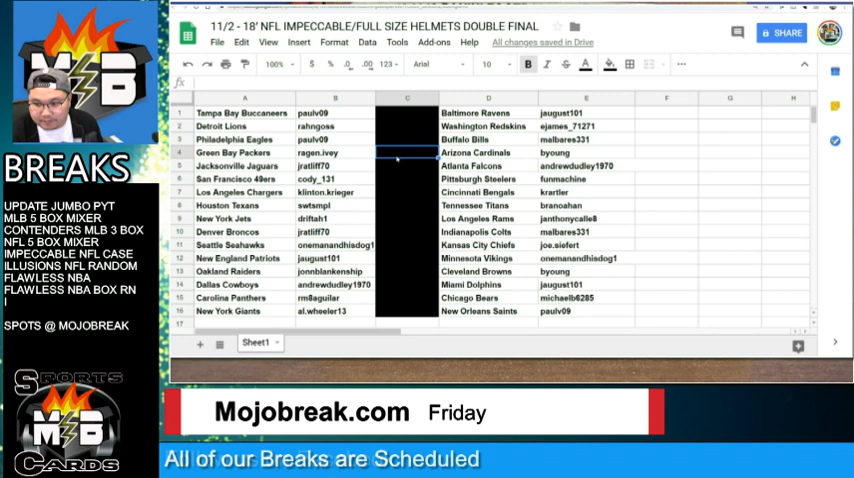 M B
BREAKS
UPDATE JUMBO PYT
MLB 5 BOX MIXER
CONTENDERS MLB 3 BOX
NFL 5 BOX MIXER
IMPECCABLE NFL CASE
ILLUSIONS NFL RANDOM
FLAWLESS NBA
FLAWLESS NBA BOX RN
I
SPOTS @ MOJOBREAK
SPORTS
M B
CARDS
11/2 - 18' NFL IMPECCABLE/FULL SIZE HELMETS DOUBLE FINAL
SHARE
File Edit View Insert Format Data Tools Add-ons Help All changes saved in Drive
100% $ % .0 .00 123 Arial 10 B I S A
fx
A B C D E F G H
1 Tampa Bay Buccaneers paulv09 Baltimore Ravens jaugust101
2 Detroit Lions rahngoss Washington Redskins ejames_71271
3 Philadelphia Eagles paulv09 Buffalo Bills malbares331
4 Green Bay Packers ragen.ivey Arizona Cardinals byoung
5 Jacksonville Jaguars jratliff70 Atlanta Falcons andrewdudley1970
6 San Francisco 49ers cody_131 Pittsburgh Steelers funmachine
7 Los Angeles Chargers klinton.krieger Cincinnati Bengals krartler
8 Houston Texans swtsmpl Tennessee Titans branoahan
9 New York Jets driftah1 Los Angeles Rams janthonycalle8
10 Denver Broncos jratliff70 Indianapolis Colts malbares331
11 Seattle Seahawks onemanandhisdog1 Kansas City Chiefs joe.siefert
12 New England Patriots jaugust101 Minnesota Vikings onemanandhisdog1
13 Oakland Raiders jonnblankenship Cleveland Browns byoung
14 Dallas Cowboys andrewdudley1970 Miami Dolphins jaugust101
15 Carolina Panthers rm8aguilar Chicago Bears michaelb6285
16 New York Giants al.wheeler13 New Orleans Saints paulv09
17
Sheet1
Mojobreak.com Friday
All of our Breaks are Scheduled